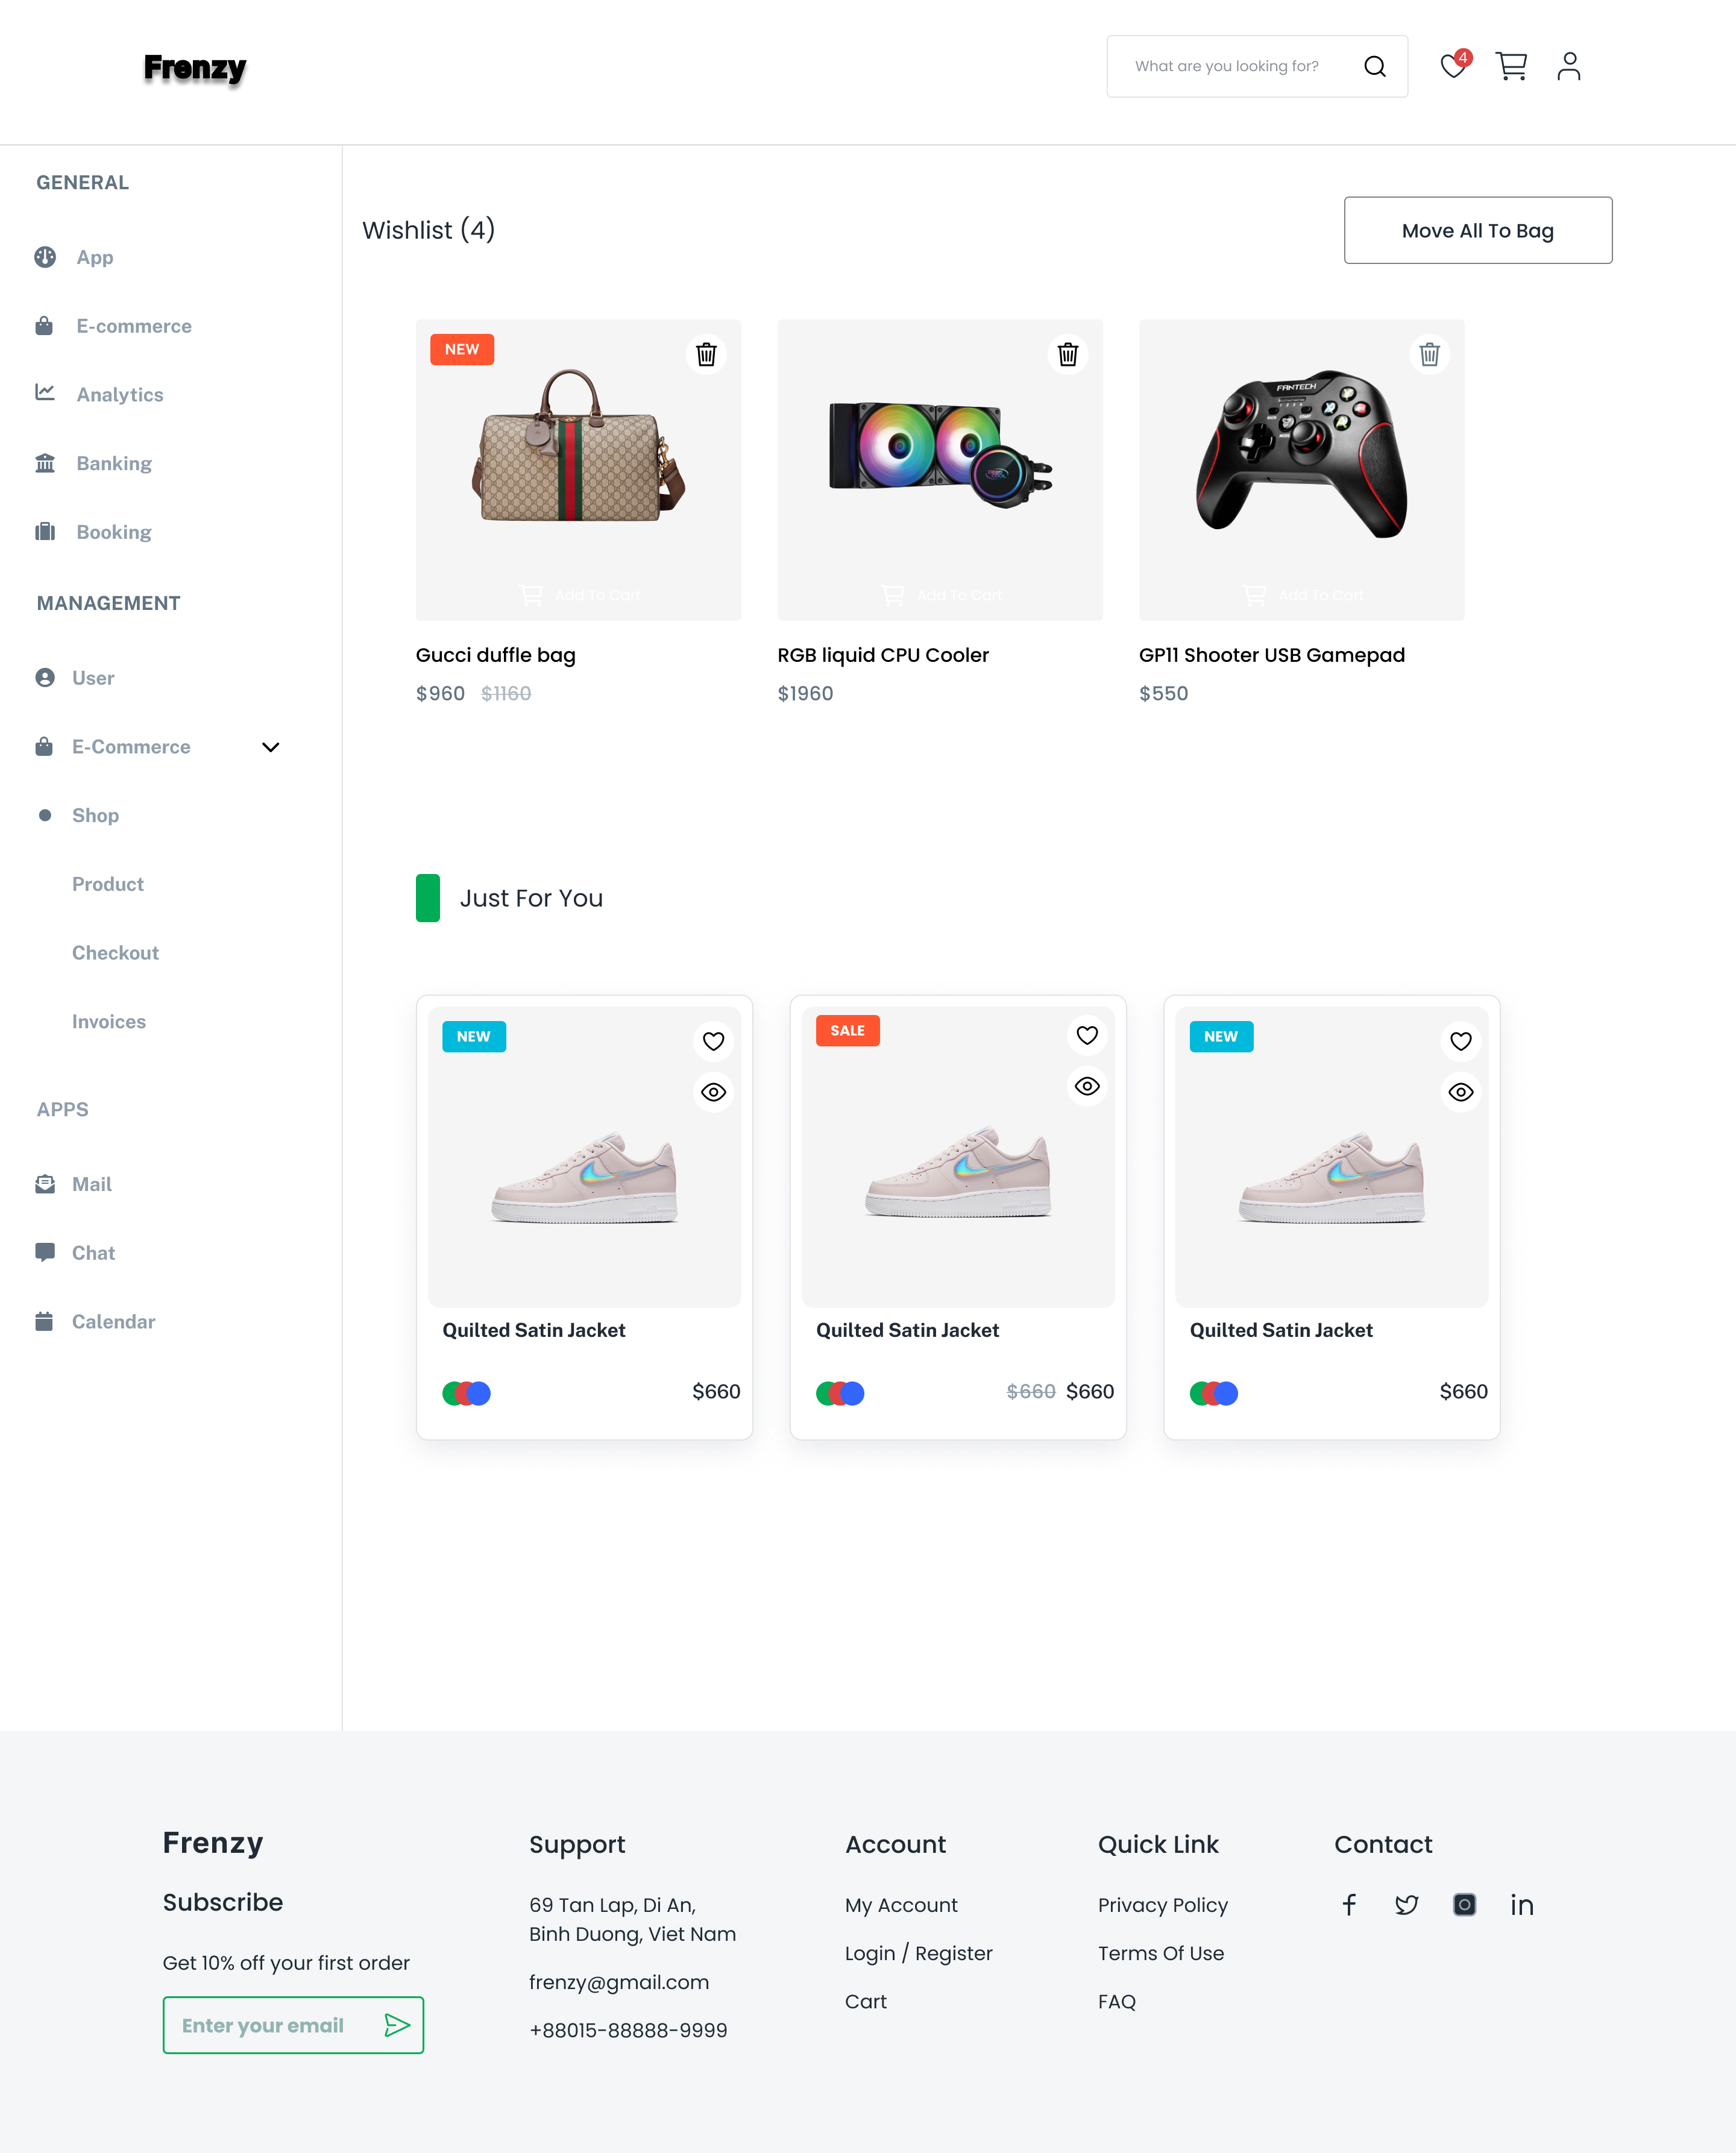 Frenzy
What are you looking for?
4
GENERAL
App
E-commerce
Analytics
Banking
Booking
MANAGEMENT
User
E-Commerce
Shop
Product
Checkout
Invoices
APPS
Mail
Chat
Calendar
Wishlist (4)
Move All To Bag
NEW
FANTECH
Add To Cart
Add To Cart
Add To Cart
Gucci duffle bag
RGB liquid CPU Cooler
GP11 Shooter USB Gamepad
$960 $1160
$1960
$550
Just For You
NEW
SALE
NEW
Quilted Satin Jacket
Quilted Satin Jacket
Quilted Satin Jacket
$660
$660 $660
$660
Frenzy
Subscribe
Get 10% off your first order
Enter your email
Support
69 Tan Lap, Di An,
Binh Duong, Viet Nam
frenzy@gmail.com
+88015-88888-9999
Account
My Account
Login / Register
Cart
Quick Link
Privacy Policy
Terms Of Use
FAQ
Contact
in